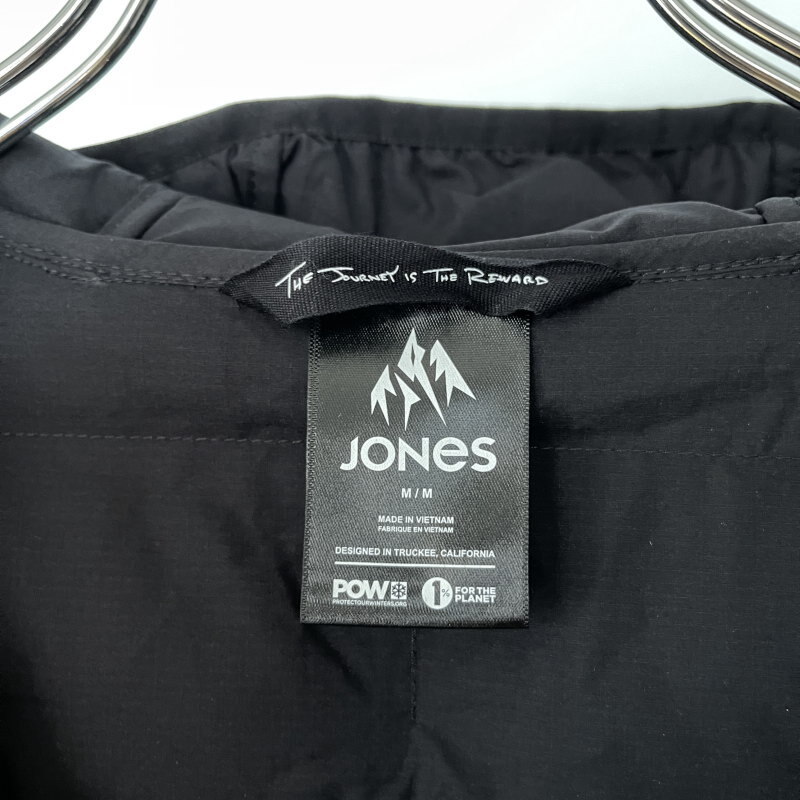 THE JOURNEY IS THE REWARD
JONES
M / M
MADE IN VIETNAM
FABRIQUE EN VIETNAM
DESIGNED IN TRUCKEE, CALIFORNIA
POW
PROTECTOURWINTERS.ORG
1% FOR THE
PLANET